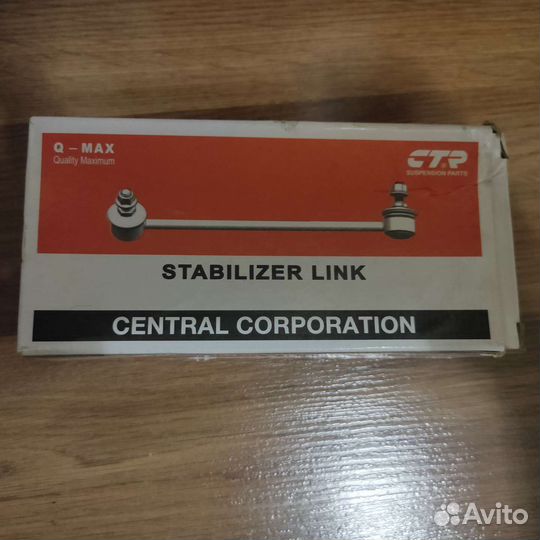 Q – MAX
Quality Maximum
CTR
SUSPENSION PARTS
STABILIZER LINK
CENTRAL CORPORATION
Avito